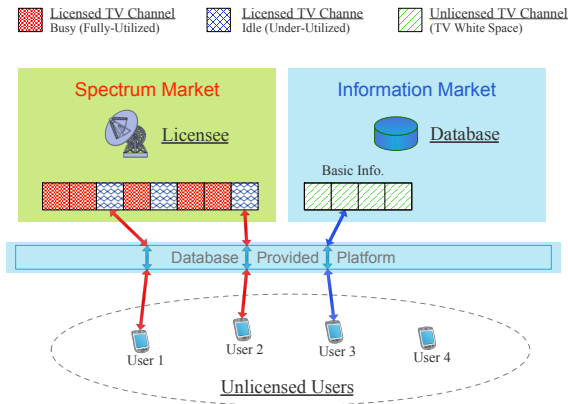 Licensed TV Channel
Busy (Fully-Utilized)
Licensed TV Channe
Idle (Under-Utilized)
Unlicensed TV Channel
(TV White Space)
Spectrum Market
Information Market
Licensee
Database
Basic Info.
Database Provided Platform
User 1
User 2
User 3
User 4
Unlicensed Users